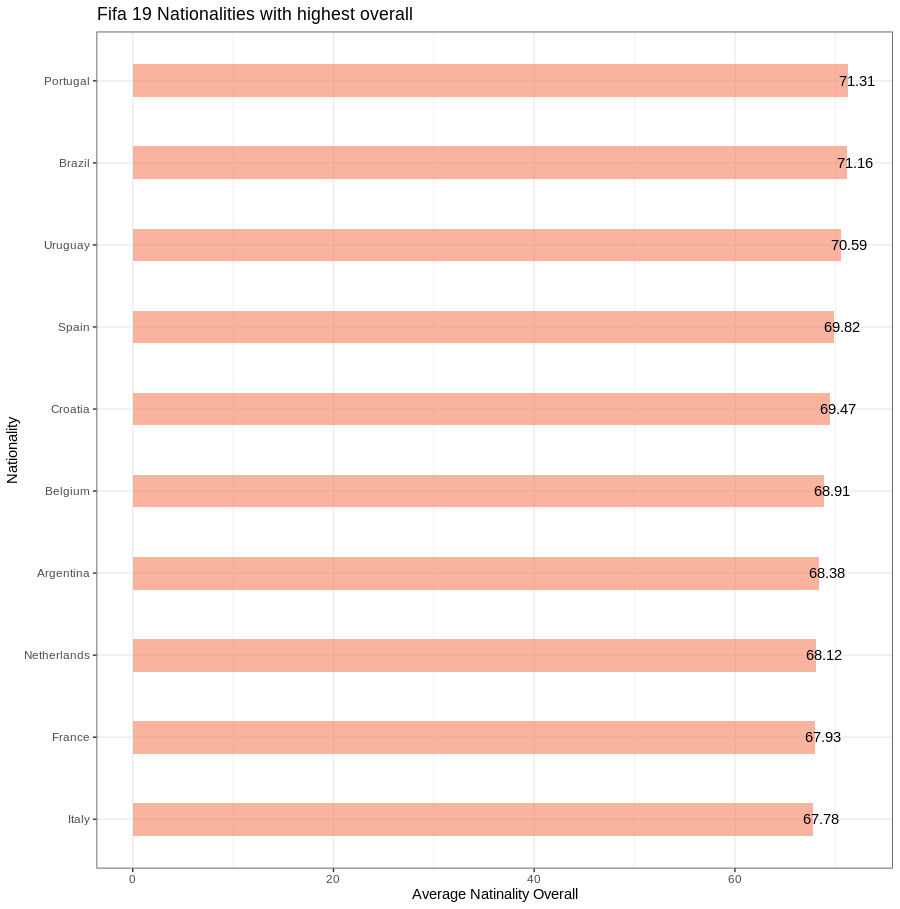 Fifa 19 Nationalities with highest overall
Portugal 71.31
Brazil 71.16
Uruguay 70.59
Spain 69.82
Croatia 69.47
Belgium 68.91
Argentina 68.38
Netherlands 68.12
France 67.93
Italy 67.78
Nationality
0 20 40 60
Average Natinality Overall